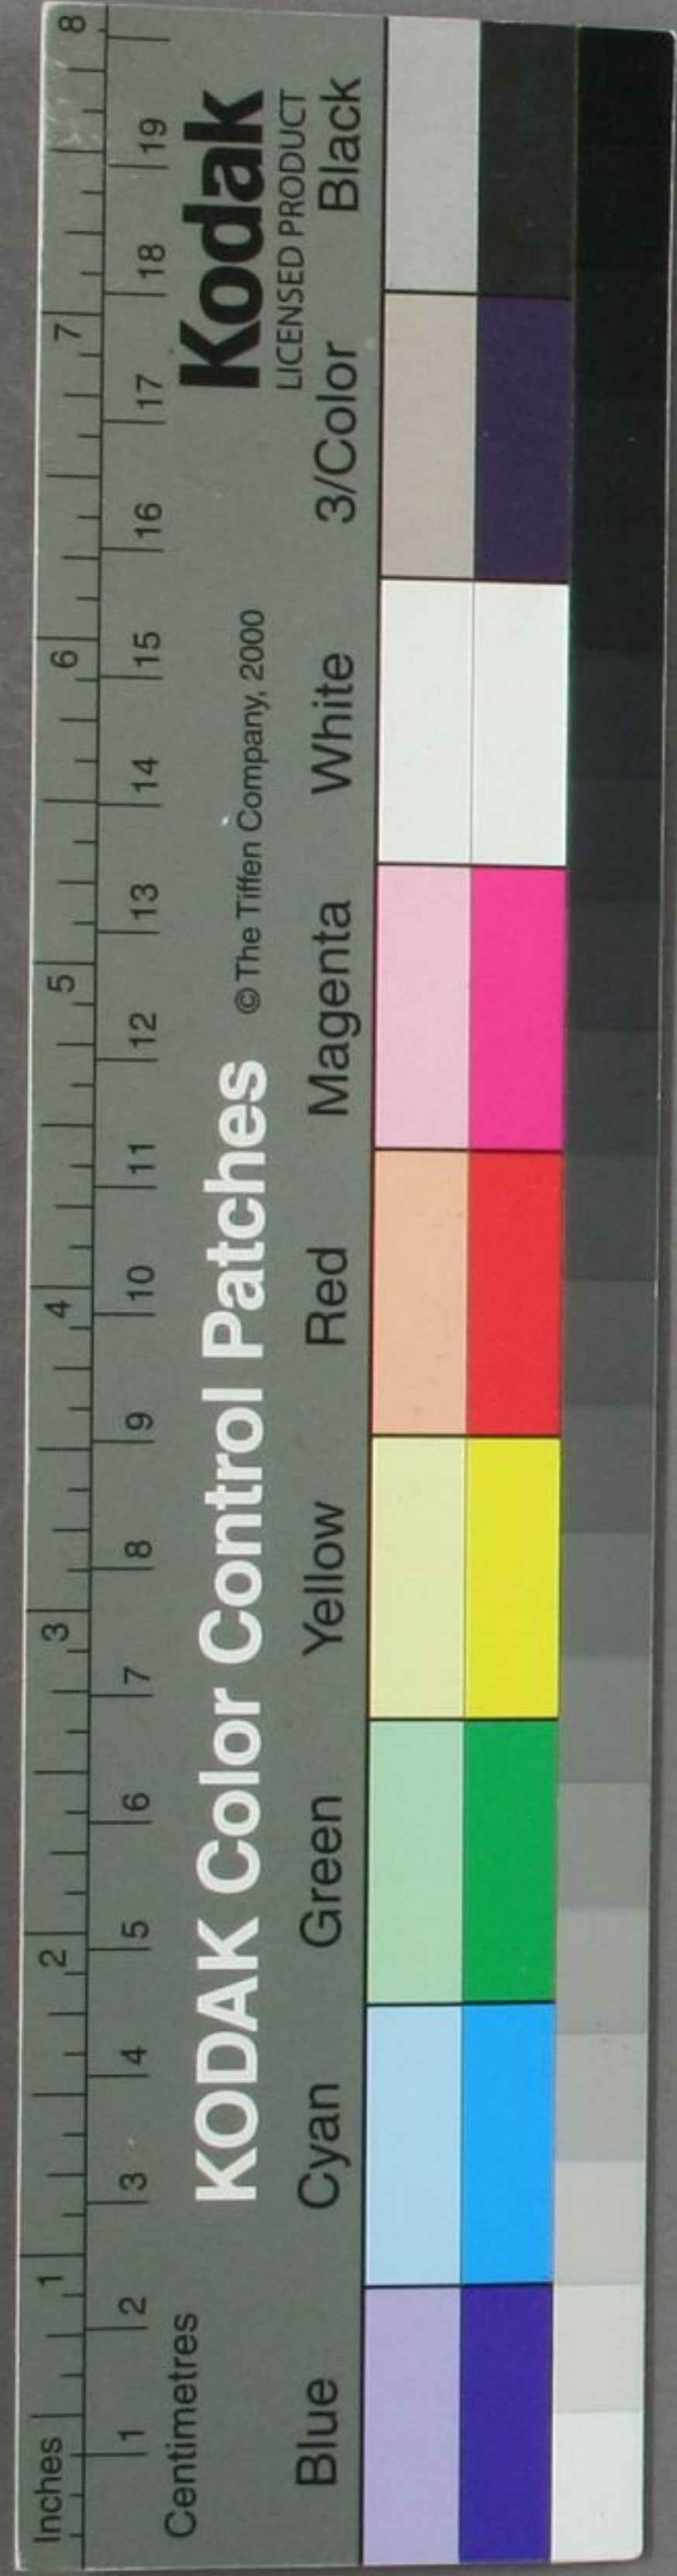 Inches 1 2 3 4 5 6 7 8
1 2 3 4 5 6 7 8 9 10 11 12 13 14 15 16 17 18 19
Centimetres
KODAK Color Control Patches © The Tiffen Company, 2000 Kodak
LICENSED PRODUCT
Blue Cyan Green Yellow Red Magenta White 3/Color Black